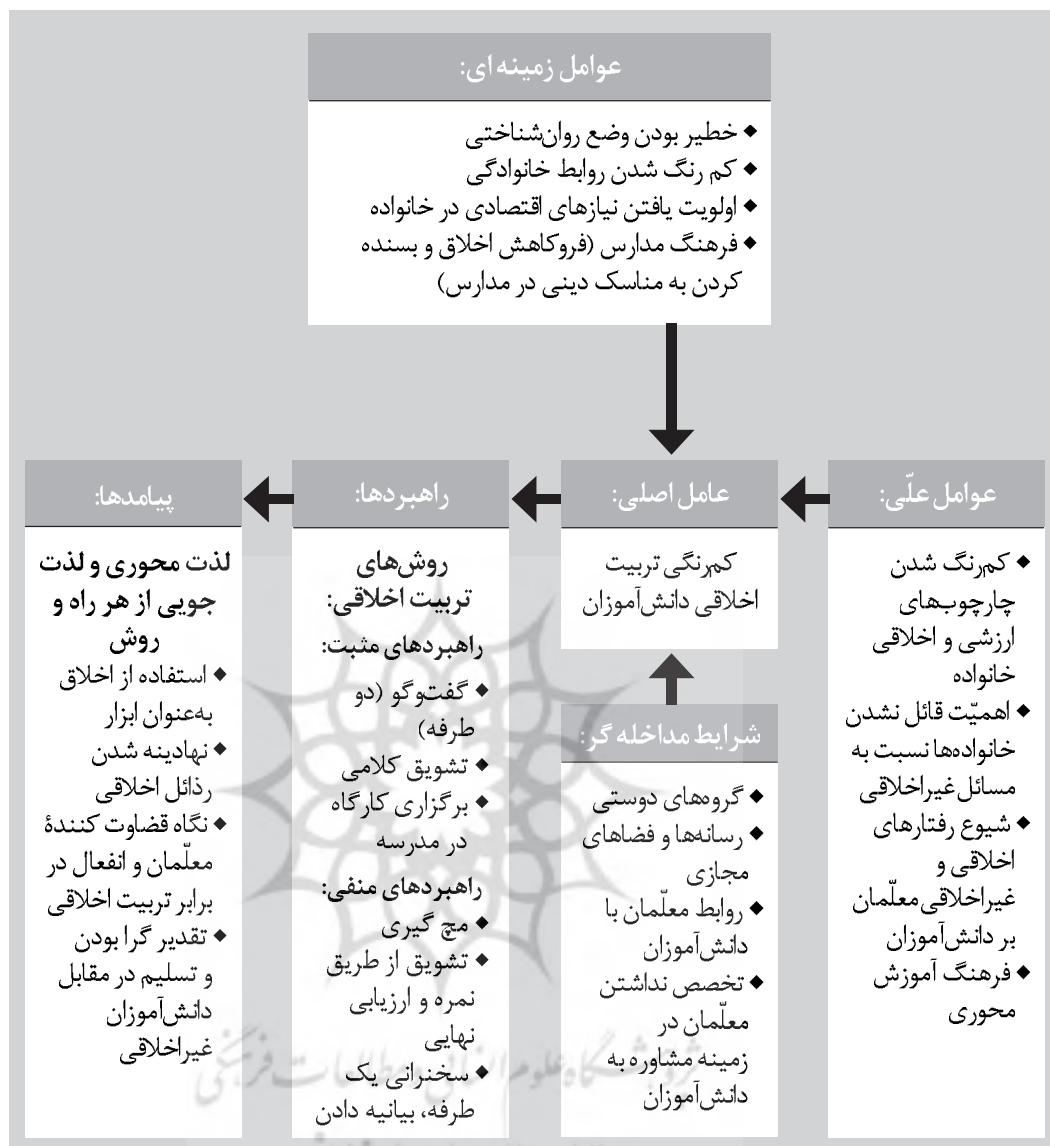 عوامل زمینه ای:
♦ خطیر بودن وضع روان‌شناختی
♦ کم رنگ شدن روابط خانوادگی
♦ اولویت یافتن نیازهای اقتصادی در خانواده
♦ فرهنگ مدارس (فروکاهش اخلاق و بسنده
کردن به مناسک دینی در مدارس)
عوامل علّی:
♦ کم‌رنگ شدن
چارچوب‌های
ارزشی و اخلاقی
خانواده
♦ اهمیّت قائل نشدن
خانواده‌ها نسبت به
مسائل غیراخلاقی
♦ شیوع رفتارهای
اخلاقی و
غیراخلاقی معلّمان
بر دانش‌آموزان
♦ فرهنگ آموزش
محوری
عامل اصلی:
کم‌رنگی تربیت
اخلاقی دانش‌آموزان
شرایط مداخله گر:
♦ گروه‌های دوستی
♦ رسانه‌ها و فضاهای
مجازی
♦ روابط معلّمان با
دانش‌آموزان
♦ تخصص نداشتن
معلّمان در
زمینه مشاوره به
دانش‌آموزان
راهبردها:
روش‌های
تربیت اخلاقی:
راهبردهای مثبت:
♦ گفت‌وگو (دو
طرفه)
♦ تشویق کلامی
♦ برگزاری کارگاه
در مدرسه
راهبردهای منفی:
♦ مچ گیری
♦ تشویق از طریق
نمره و ارزیابی
نهایی
♦ سخنرانی یک
طرفه، بیانیه دادن
پیامدها:
لذت محوری و لذت
جویی از هر راه و
روش
♦ استفاده از اخلاق
به‌عنوان ابزار
♦ نهادینه شدن
رذائل اخلاقی
♦ نگاه قضاوت کنندهٔ
معلّمان و انفعال در
برابر تربیت اخلاقی
♦ تقدیر گرا بودن
و تسلیم در مقابل
دانش‌آموزان
غیراخلاقی
پژوهشگاه علوم انسانی و مطالعات فرهنگی